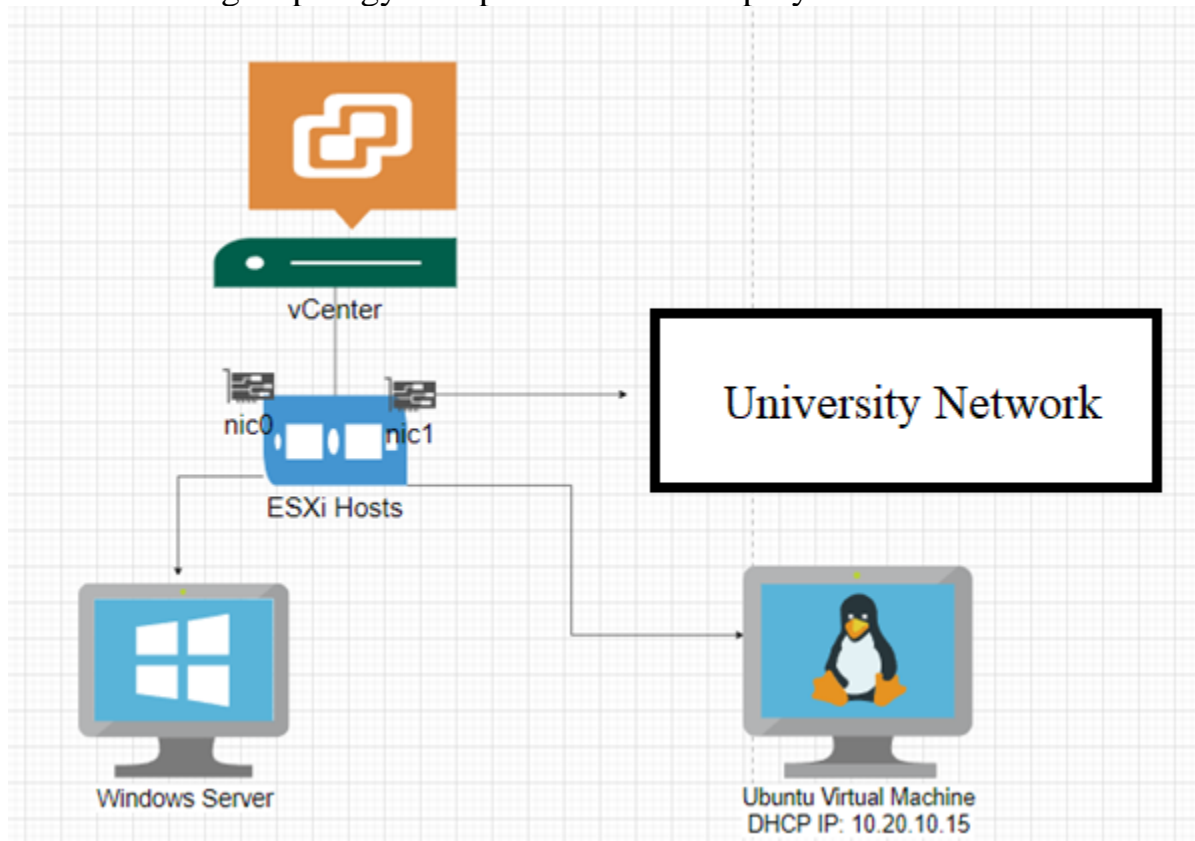 vCenter
nic0
nic1
University Network
ESXi Hosts
Windows Server
Ubuntu Virtual Machine
DHCP IP: 10.20.10.15